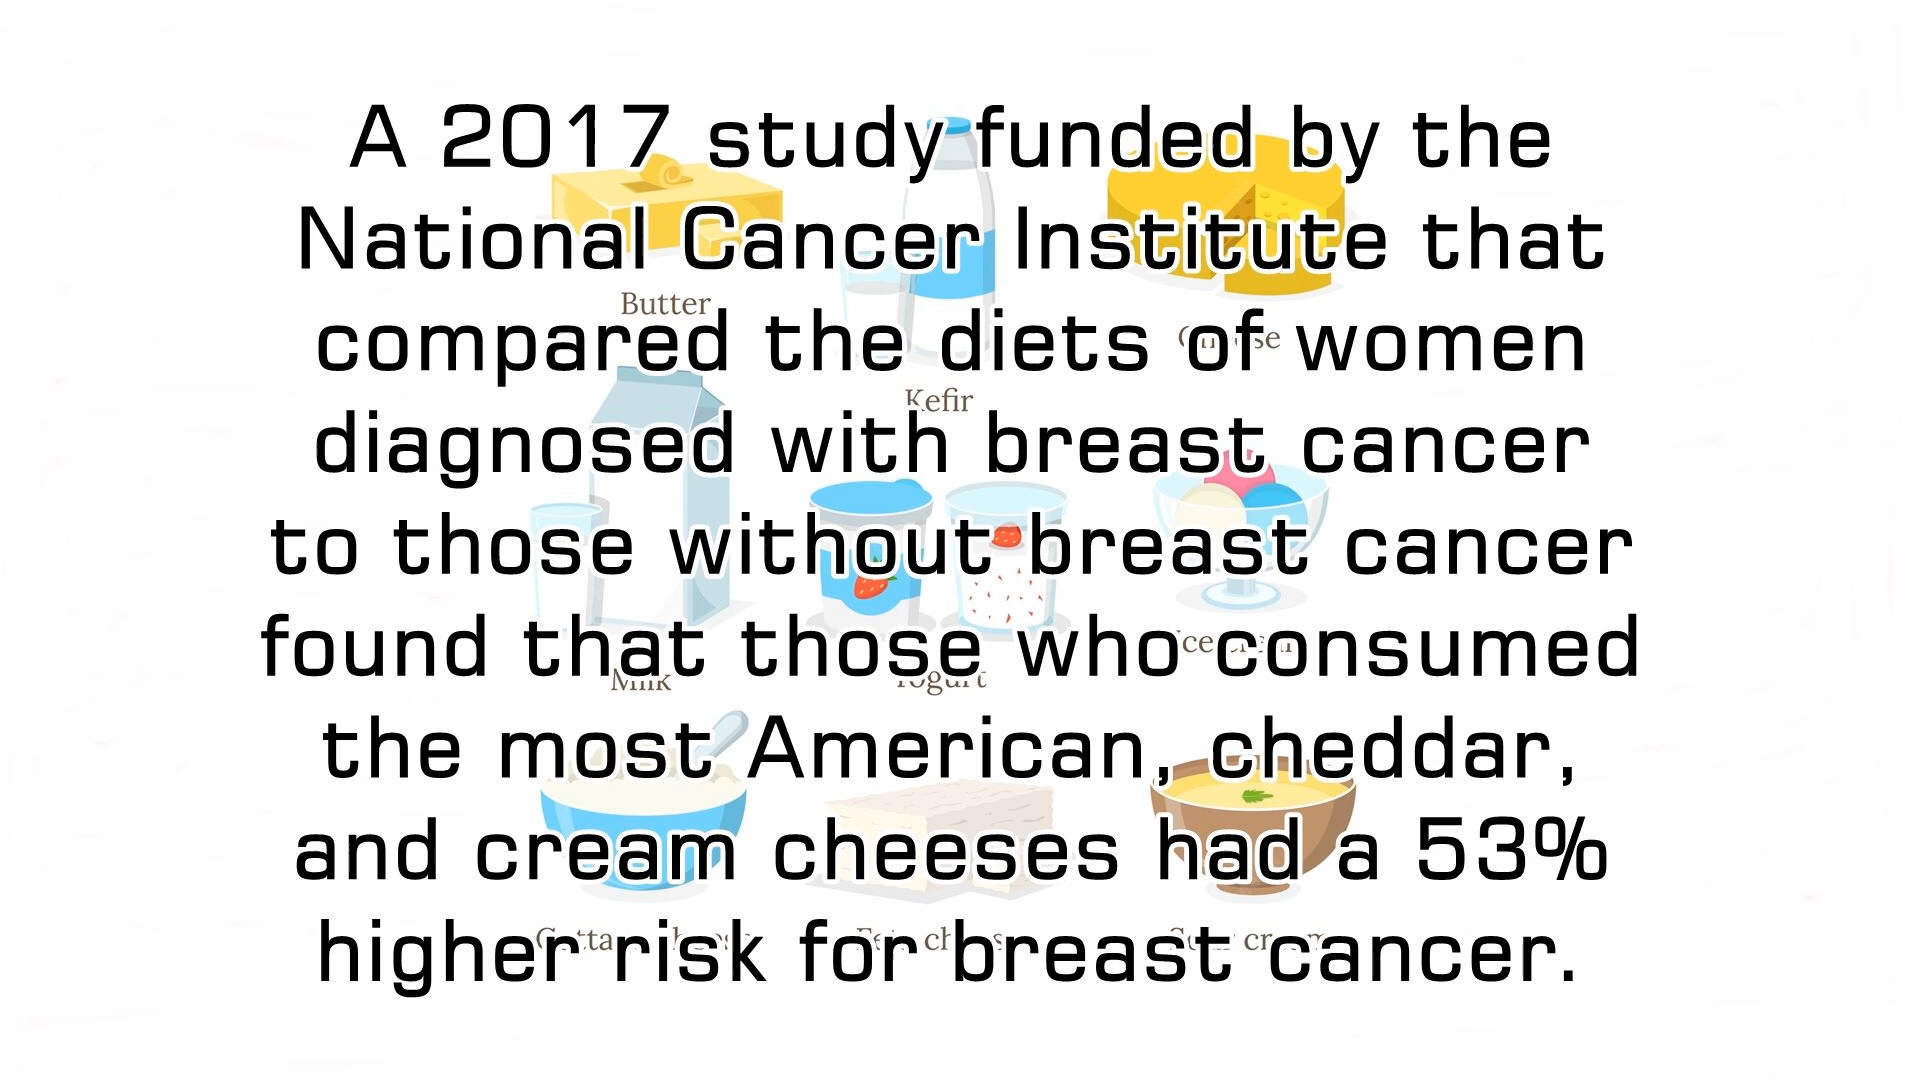 A 2017 study funded by the
National Cancer Institute that
Butter
compared the diets of women
Kefir
diagnosed with breast cancer
to those without breast cancer
found that those who consumed
Milk
the most American, cheddar,
and cream cheeses had a 53%
higher risk for breast cancer.